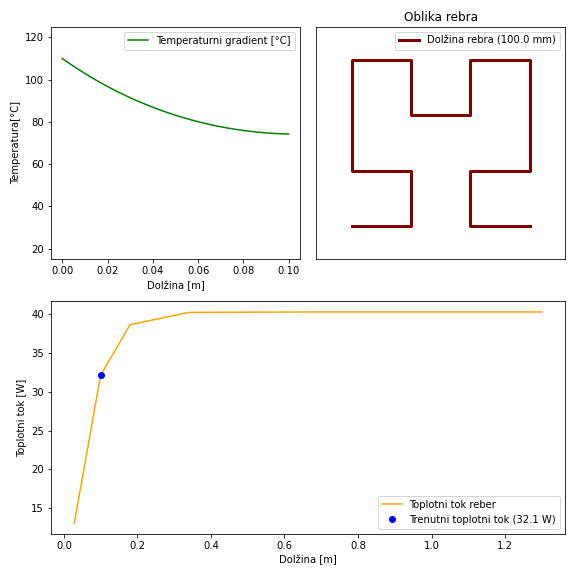 Temperaturni gradient [°C]
120
100
80
60
40
20
Temperatura[°C]
0.00
0.02
0.04
0.06
0.08
0.10
Dolžina [m]
Oblika rebra
Dolžina rebra (100.0 mm)
40
35
30
25
20
15
Toplotni tok [W]
Toplotni tok reber
Trenutni toplotni tok (32.1 W)
0.0
0.2
0.4
0.6
0.8
1.0
1.2
Dolžina [m]